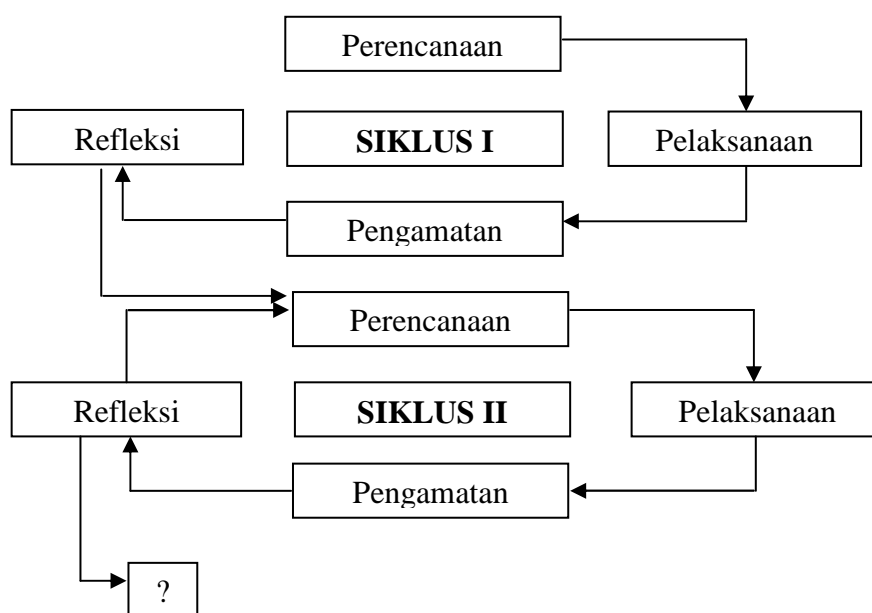 Perencanaan
Refleksi
SIKLUS I
Pelaksanaan
Pengamatan
Perencanaan
Refleksi
SIKLUS II
Pelaksanaan
Pengamatan
?